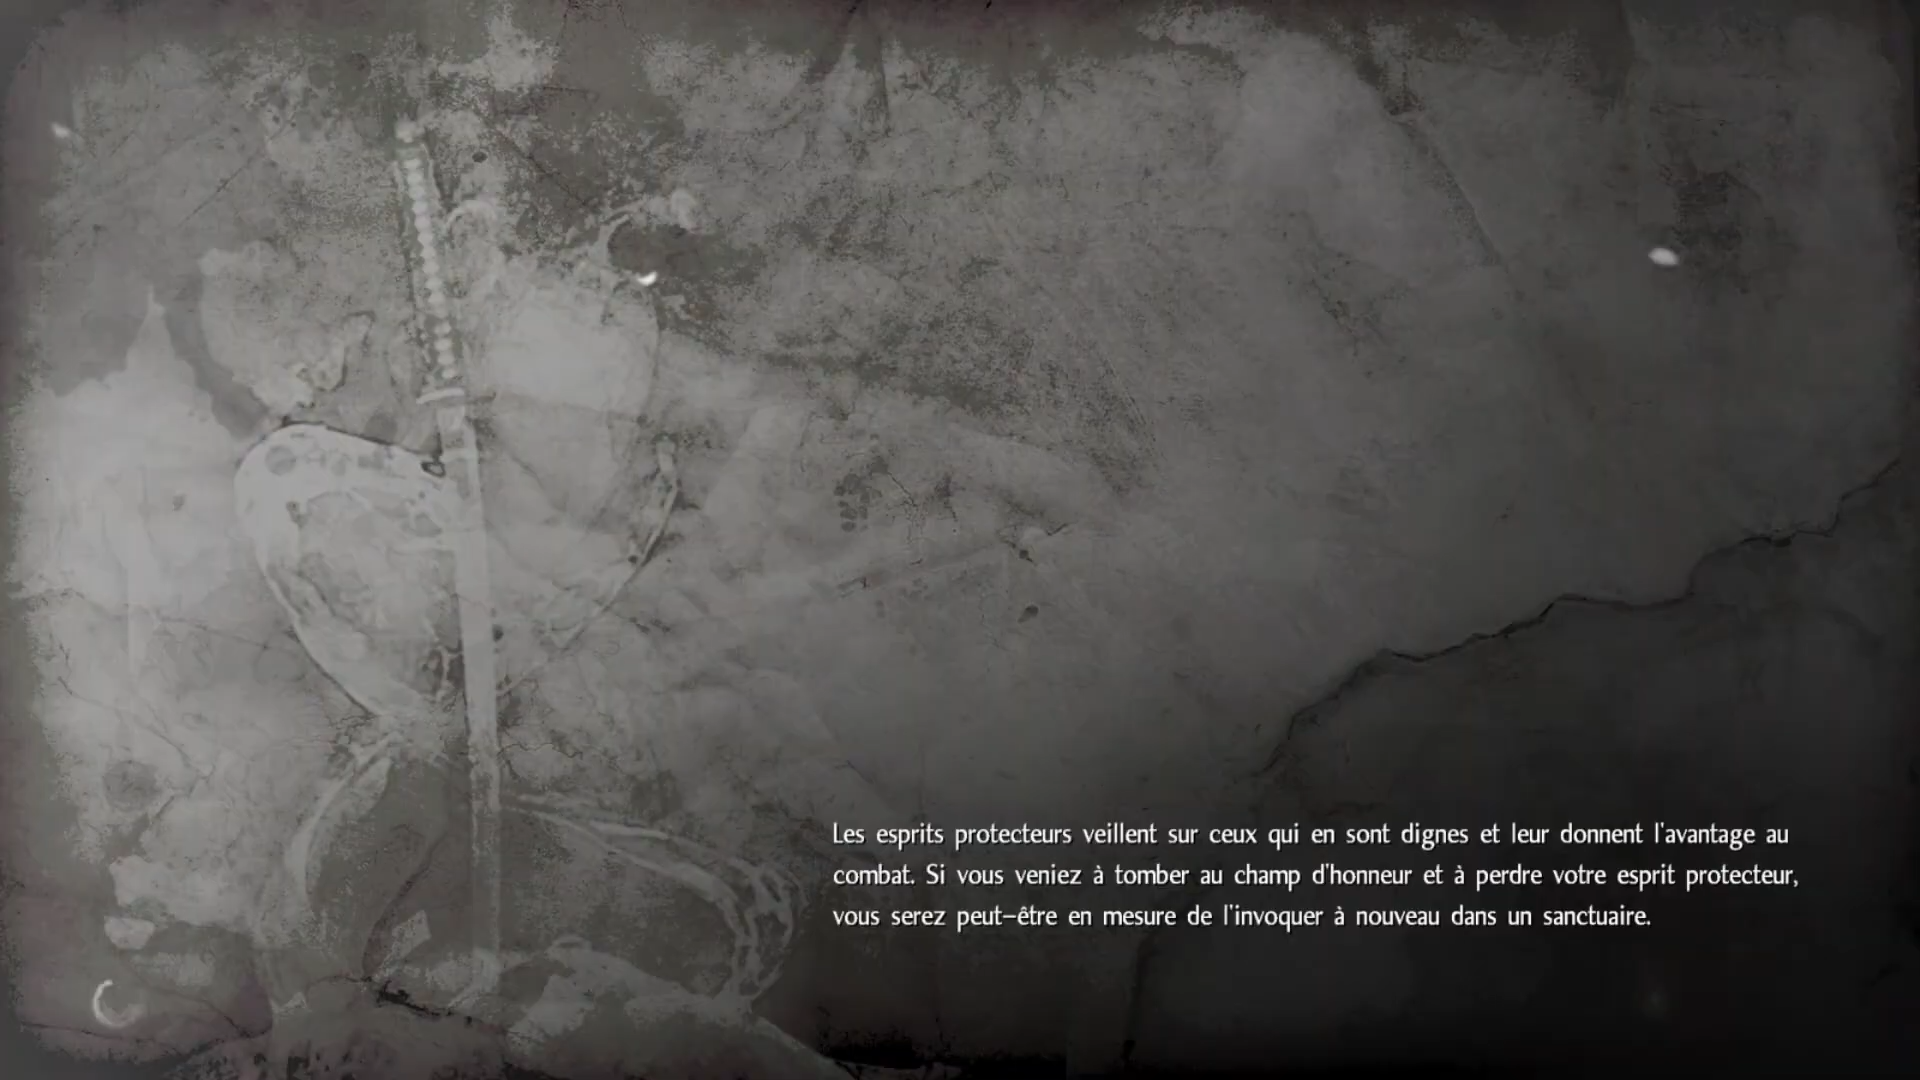 Les esprits protecteurs veillent sur ceux qui en sont dignes et leur donnent l'avantage au
combat. Si vous veniez à tomber au champ d'honneur et à perdre votre esprit protecteur,
vous serez peut-être en mesure de l'invoquer à nouveau dans un sanctuaire.